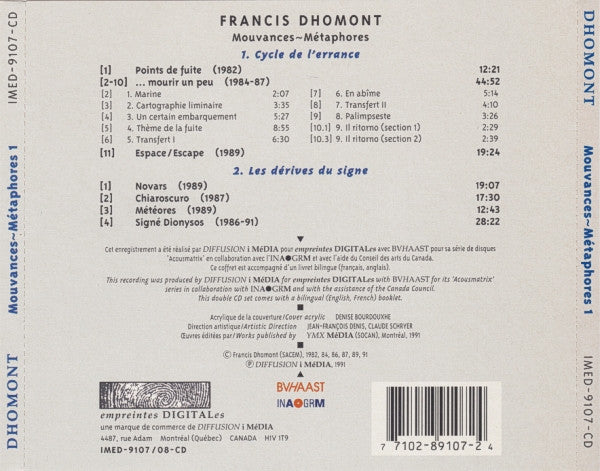 IMED-9107-CD
Mouvances~Métaphores 1
DHOMONT
FRANCIS DHOMONT
Mouvances~Métaphores
1. Cycle de l'errance
[1] Points de fuite (1982) 12:21
[2-10] ... mourir un peu (1984-87) 44:52
[2] 1. Marine 2:07
[3] 2. Cartographie liminaire 3:35
[4] 3. Un certain embarquement 5:27
[5] 4. Thème de la fuite 8:55
[6] 5. Transfert I 3:30
[7] 6. En abîme 5:14
[8] 7. Transfert II 4:10
[9] 8. Palimpseste 3:34
[10.1] 9. Il ritorno (section 1) 2:29
[10.3] 9. Il ritorno (section 2) 2:39
[11] Espace/Escape (1989) 19:24
2. Les dérives du signe
[1] Novars (1989) 19:07
[2] Chiaroscuro (1987) 17:30
[3] Météores (1989) 12:43
[4] Signé Dionysos (1986-91) 28:22
Cet enregistrement a été réalisé par DIFFUSION i MéDIA pour empreintes DIGITALes avec BVHAAST pour sa série de disques
'Acousmatrix' en collaboration avec l'INA●GRM et avec l'aide du Conseil des arts du Canada.
Ce coffret est accompagné d'un livret bilingue (français, anglais).
This recording was produced by DIFFUSION i MéDIA for empreintes DIGITALes with BVHAAST for its 'Acousmatrix'
series in collaboration with INA●GRM and with the assistance of the Canada Council.
This double CD set comes with a bilingual (English, French) booklet.
Acrylique de la couverture/Cover acrylic DENISE BOURDOUXHE
Direction artistique/Artistic Direction JEAN-FRANÇOIS DENIS, CLAUDE SCHRYER
Œuvres éditées par/Works published by YMX MéDIA (SOCAN), Montréal, 1991
© Francis Dhomont (SACEM), 1982, 84, 86, 87, 89, 91
℗ DIFFUSION i MéDIA, 1991
empreintes DIGITALes
une marque de commerce de DIFFUSION i MéDIA
4487, rue Adam Montréal (Québec) CANADA H1V 1T9
IMED-9107/08-CD
BVHAAST
INA●GRM
7 71028 9107-2 4
DHOMONT
Mouvances~Métaphores 1
IMED-9107-CD